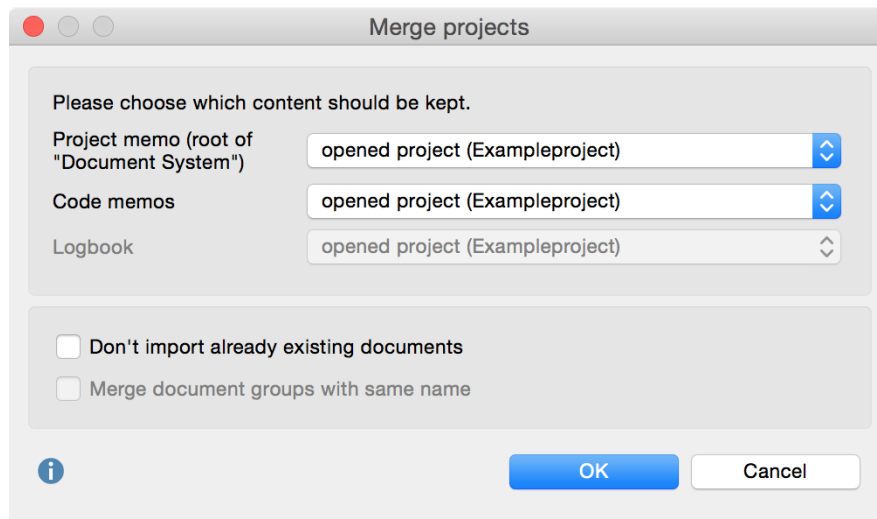 Merge projects
Please choose which content should be kept.
Project memo (root of
"Document System")
opened project (Exampleproject)
Code memos
opened project (Exampleproject)
Logbook
opened project (Exampleproject)
Don't import already existing documents
Merge document groups with same name
OK
Cancel